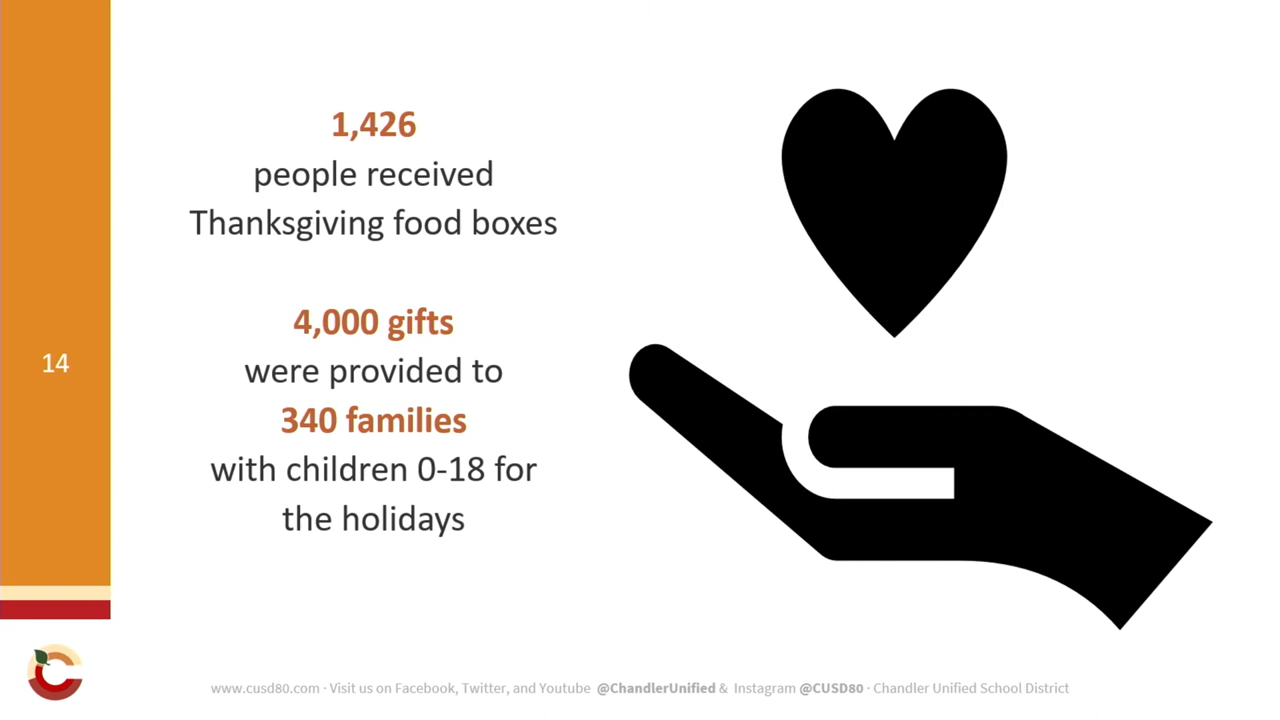 1,426
people received
Thanksgiving food boxes
4,000 gifts
were provided to
340 families
with children 0-18 for
the holidays
14
www.cusd80.com · Visit us on Facebook, Twitter, and Youtube @ChandlerUnified & Instagram @CUSD80 · Chandler Unified School District